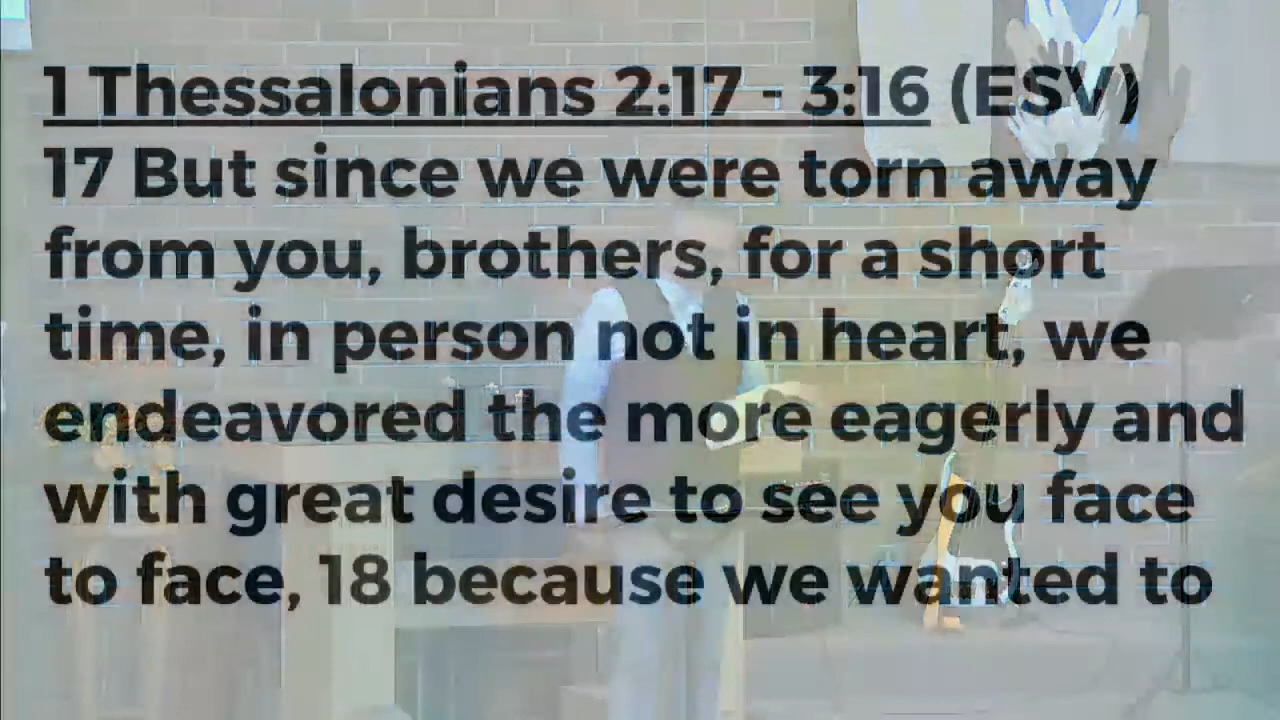 1 Thessalonians 2:17 - 3:16 (ESV)
17 But since we were torn away
from you, brothers, for a short
time, in person not in heart, we
endeavored the more eagerly and
with great desire to see you face
to face, 18 because we wanted to